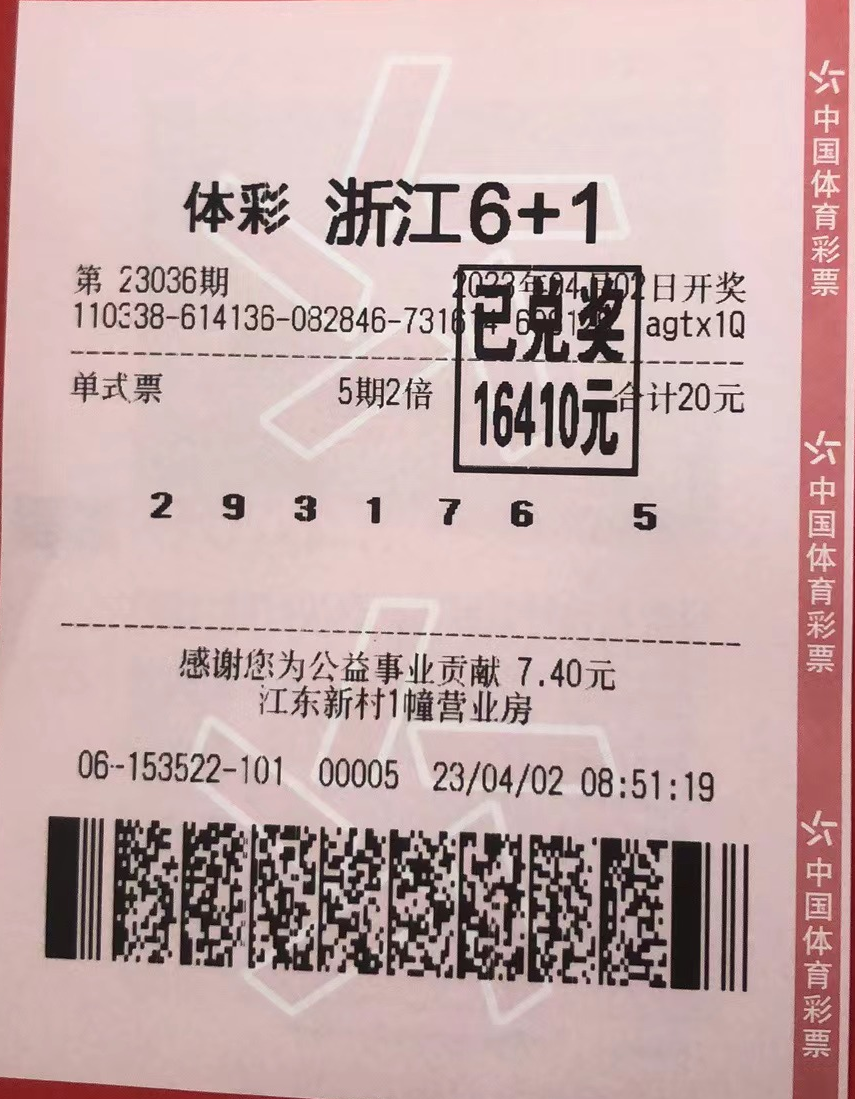 体彩 浙江6+1
第 23036期 2023年04月02日开奖
110338-614136-082846-7316 agtx1Q
已兑奖
单式票 5期2倍 合计20元
16410元
2 9 3 1 7 6 5
感谢您为公益事业贡献 7.40元
江东新村1幢营业房
06-153522-101 00005 23/04/02 08:51:19
中国体育彩票
中国体育彩票
中国体育彩票